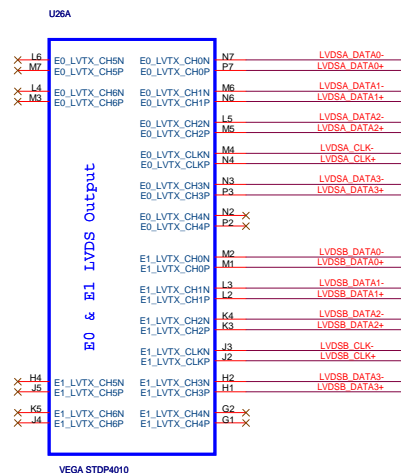 U26A
L6 E0_LVTX_CH5N E0_LVTX_CH0N N7 LVDSA_DATA0-
M7 E0_LVTX_CH5P E0_LVTX_CH0P P7 LVDSA_DATA0+
L4 E0_LVTX_CH6N E0_LVTX_CH1N M6 LVDSA_DATA1-
M3 E0_LVTX_CH6P E0_LVTX_CH1P N6 LVDSA_DATA1+
E0_LVTX_CH2N L5 LVDSA_DATA2-
E0_LVTX_CH2P M5 LVDSA_DATA2+
E0_LVTX_CLKN M4 LVDSA_CLK-
E0_LVTX_CLKP N4 LVDSA_CLK+
E0_LVTX_CH3N N3 LVDSA_DATA3-
E0_LVTX_CH3P P3 LVDSA_DATA3+
E0_LVTX_CH4N N2
E0_LVTX_CH4P P2
E0 & E1 LVDS Output
E1_LVTX_CH0N M2 LVDSB_DATA0-
E1_LVTX_CH0P M1 LVDSB_DATA0+
E1_LVTX_CH1N L3 LVDSB_DATA1-
E1_LVTX_CH1P L2 LVDSB_DATA1+
E1_LVTX_CH2N K4 LVDSB_DATA2-
E1_LVTX_CH2P K3 LVDSB_DATA2+
E1_LVTX_CLKN J3 LVDSB_CLK-
E1_LVTX_CLKP J2 LVDSB_CLK+
H4 E1_LVTX_CH5N E1_LVTX_CH3N H2 LVDSB_DATA3-
J5 E1_LVTX_CH5P E1_LVTX_CH3P H1 LVDSB_DATA3+
K5 E1_LVTX_CH6N E1_LVTX_CH4N G2
J4 E1_LVTX_CH6P E1_LVTX_CH4P G1
VEGA STDP4010